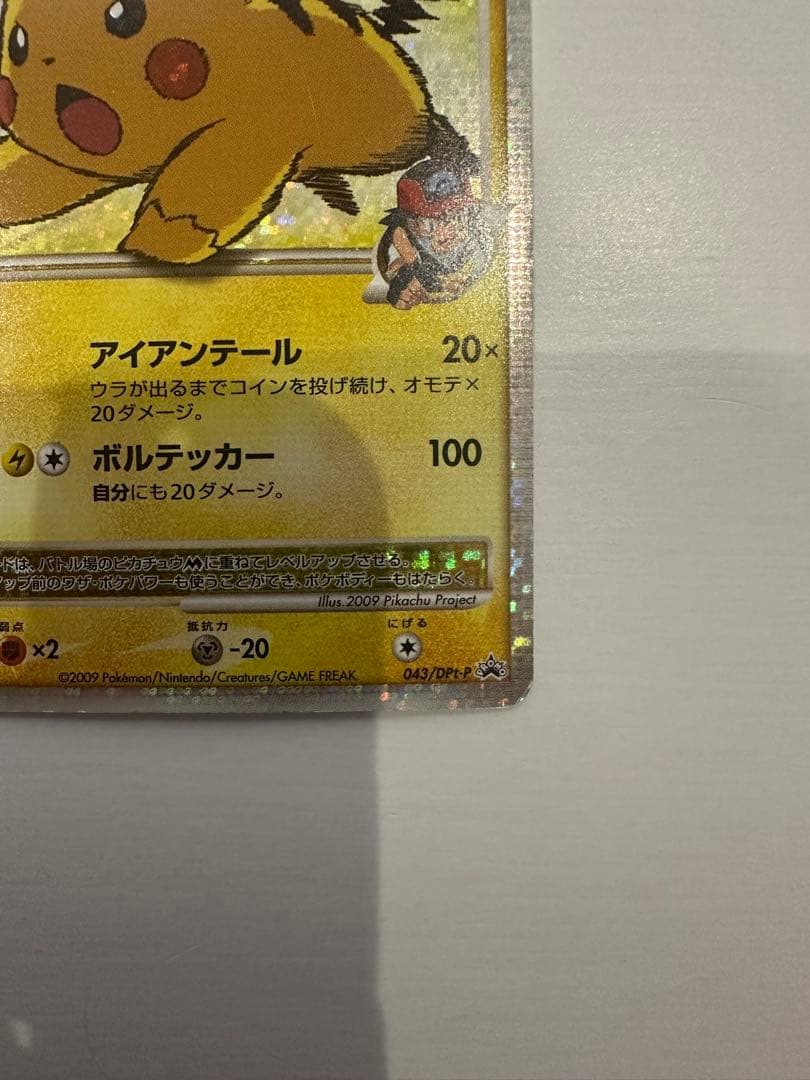 アイアンテール 20×
ウラが出るまでコインを投げ続け、オモテ×
20ダメージ。
ボルテッカー 100
自分にも20ダメージ。
ドは、バトル場のピカチュウMに重ねてレベルアップさせる。
ップ前のワザ・ポケパワーも使うことができ、ポケボディーもはたらく。
Illus.2009 Pikachu Project
弱点 抵抗力 にげる
×2 -20
©2009 Pokémon/Nintendo/Creatures/GAME FREAK. 043/DPt-P PROMO